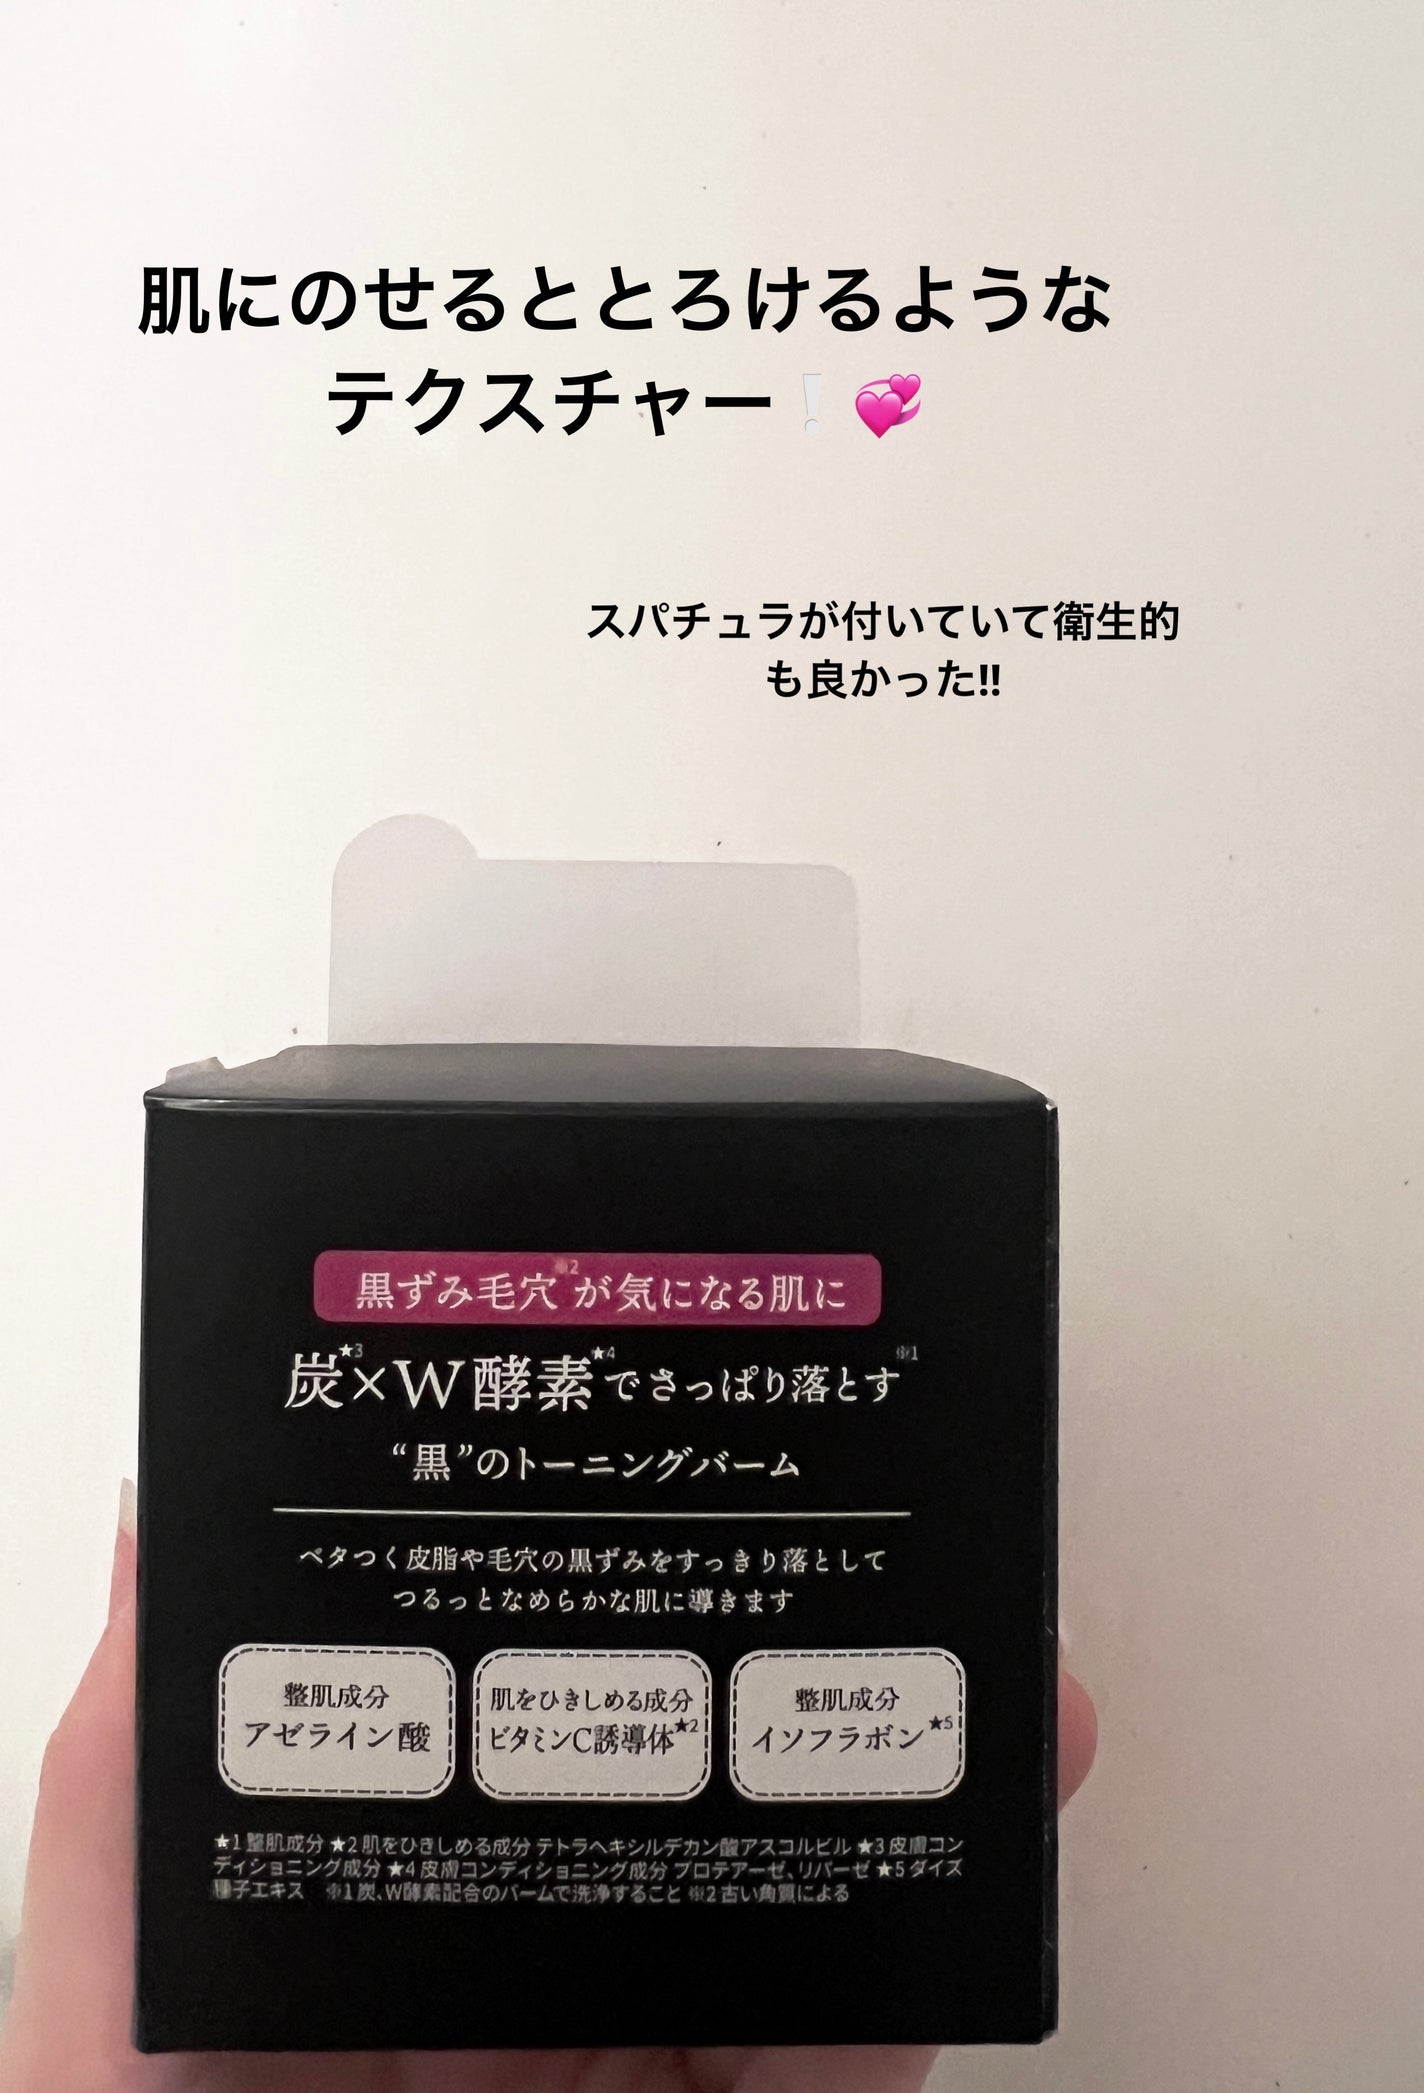 肌にのせるととろけるような
テクスチャー❕💞
スパチュラが付いていて衛生的
も良かった‼
黒ずみ毛穴※2が気になる肌に
炭★3×W酵素★4でさっぱり落とす※1
“黒”のトーニングバーム
ベタつく皮脂や毛穴の黒ずみをすっきり落として
つるっとなめらかな肌に導きます
整肌成分
アゼライン酸
肌をひきしめる成分
ビタミンC誘導体★2
整肌成分
イソフラボン★5
★1 整肌成分 ★2 肌をひきしめる成分 テトラヘキシルデカン酸アスコルビル ★3 皮膚コン
ディショニング成分 ★4 皮膚コンディショニング成分 プロテアーゼ、リパーゼ ★5 ダイズ
種子エキス ※1 炭、W酵素配合のバームで洗浄すること ※2 古い角質による